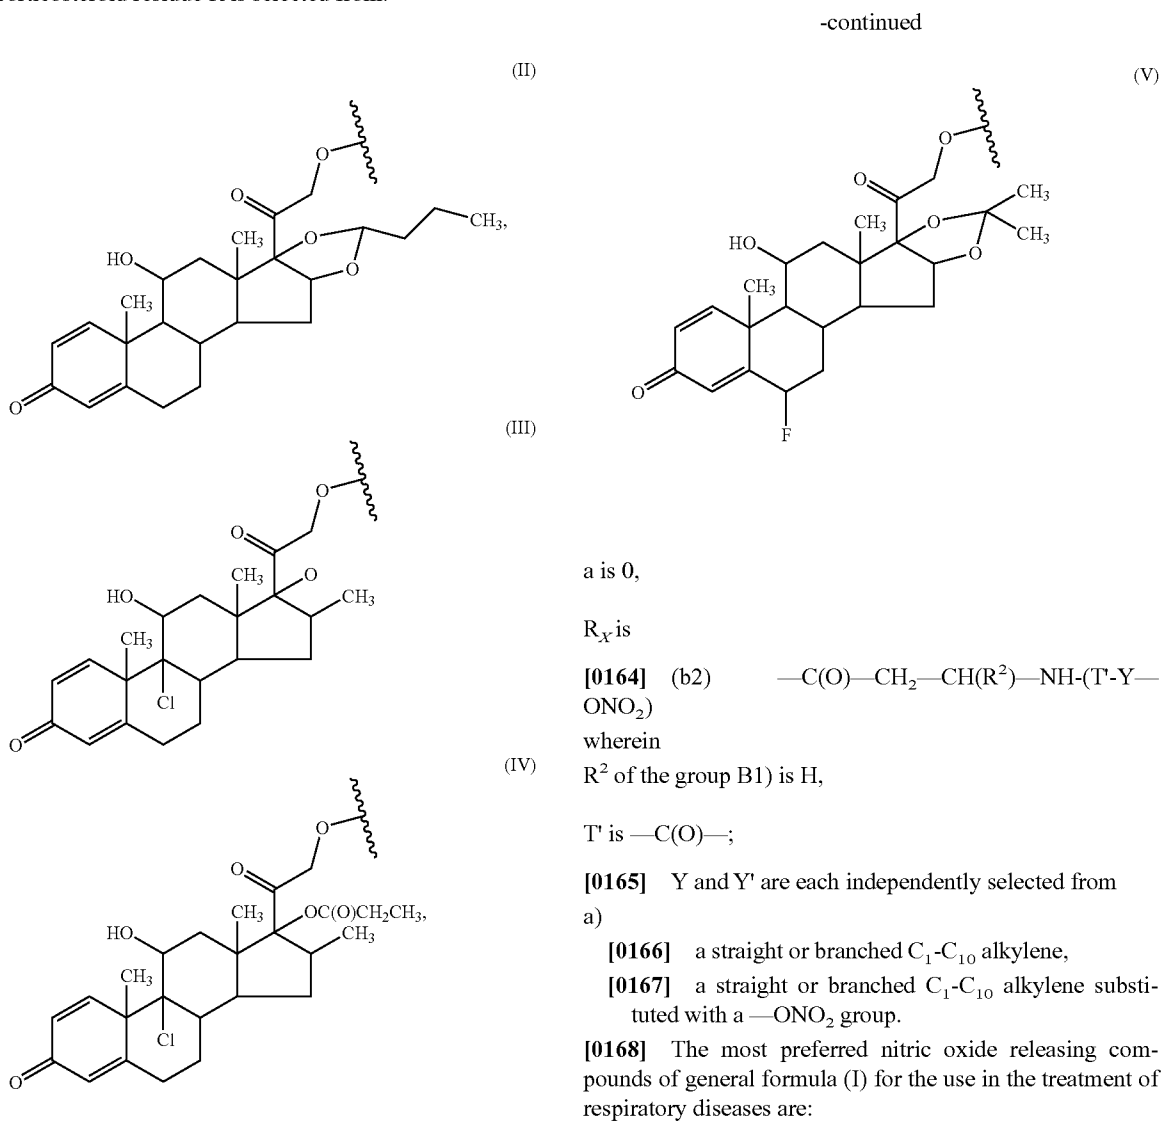 -continued
(II)
O
O
CH3,
CH3
O
HO
O
CH3
O
(III)
O
O
CH3
O
HO
CH3
CH3
Cl
O
(IV)
O
O
CH3
OC(O)CH2CH3,
HO
CH3
CH3
Cl
O
(V)
O
O
CH3
CH3
O
HO
CH3
O
CH3
O
F
a is 0,
R_X is
[0164] (b2) —C(O)—CH2—CH(R²)—NH-(T'-Y—
ONO2)
wherein
R² of the group B1) is H,
T' is —C(O)—;
[0165] Y and Y' are each independently selected from
a)
[0166] a straight or branched C1-C10 alkylene,
[0167] a straight or branched C1-C10 alkylene substi-
tuted with a —ONO2 group.
[0168] The most preferred nitric oxide releasing com-
pounds of general formula (I) for the use in the treatment of
respiratory diseases are: